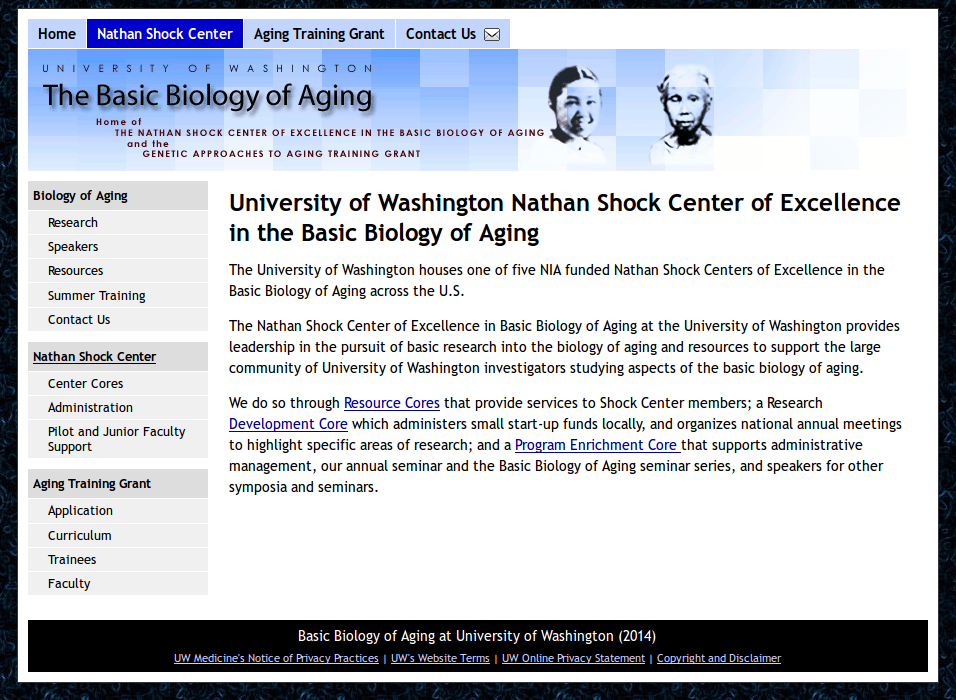 Home Nathan Shock Center Aging Training Grant Contact Us
UNIVERSITY OF WASHINGTON
The Basic Biology of Aging
Home of
THE NATHAN SHOCK CENTER OF EXCELLENCE IN THE BASIC BIOLOGY OF AGING
and the
GENETIC APPROACHES TO AGING TRAINING GRANT
Biology of Aging
Research
Speakers
Resources
Summer Training
Contact Us
Nathan Shock Center
Center Cores
Administration
Pilot and Junior Faculty
Support
Aging Training Grant
Application
Curriculum
Trainees
Faculty
University of Washington Nathan Shock Center of Excellence
in the Basic Biology of Aging
The University of Washington houses one of five NIA funded Nathan Shock Centers of Excellence in the
Basic Biology of Aging across the U.S.
The Nathan Shock Center of Excellence in Basic Biology of Aging at the University of Washington provides
leadership in the pursuit of basic research into the biology of aging and resources to support the large
community of University of Washington investigators studying aspects of the basic biology of aging.
We do so through Resource Cores that provide services to Shock Center members; a Research
Development Core which administers small start-up funds locally, and organizes national annual meetings
to highlight specific areas of research; and a Program Enrichment Core that supports administrative
management, our annual seminar and the Basic Biology of Aging seminar series, and speakers for other
symposia and seminars.
Basic Biology of Aging at University of Washington (2014)
UW Medicine's Notice of Privacy Practices | UW's Website Terms | UW Online Privacy Statement | Copyright and Disclaimer